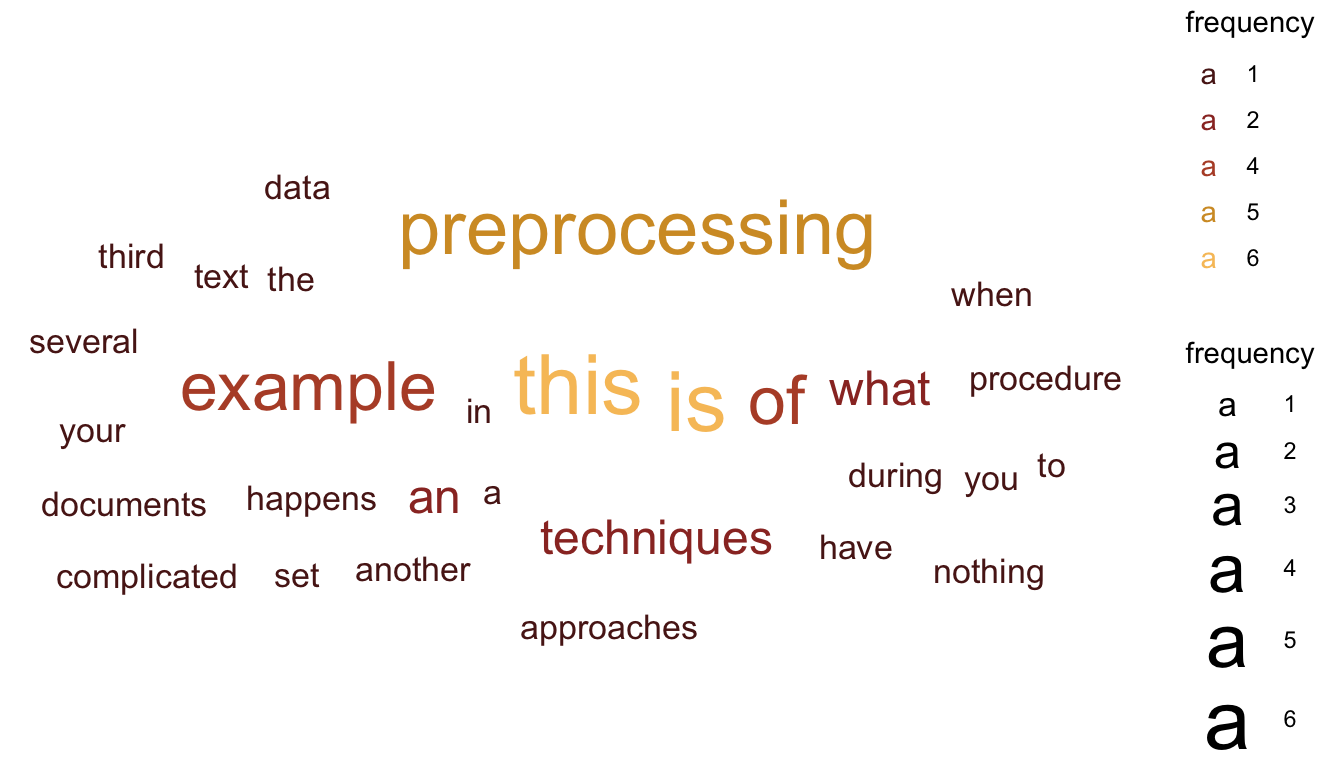 data
preprocessing
third
text the
when
several
example in this is of what procedure
your
during you to
documents happens an a
techniques
have
complicated set another
nothing
approaches
frequency
a 1
a 2
a 4
a 5
a 6
frequency
a 1
a 2
a 3
a 4
a 5
a 6